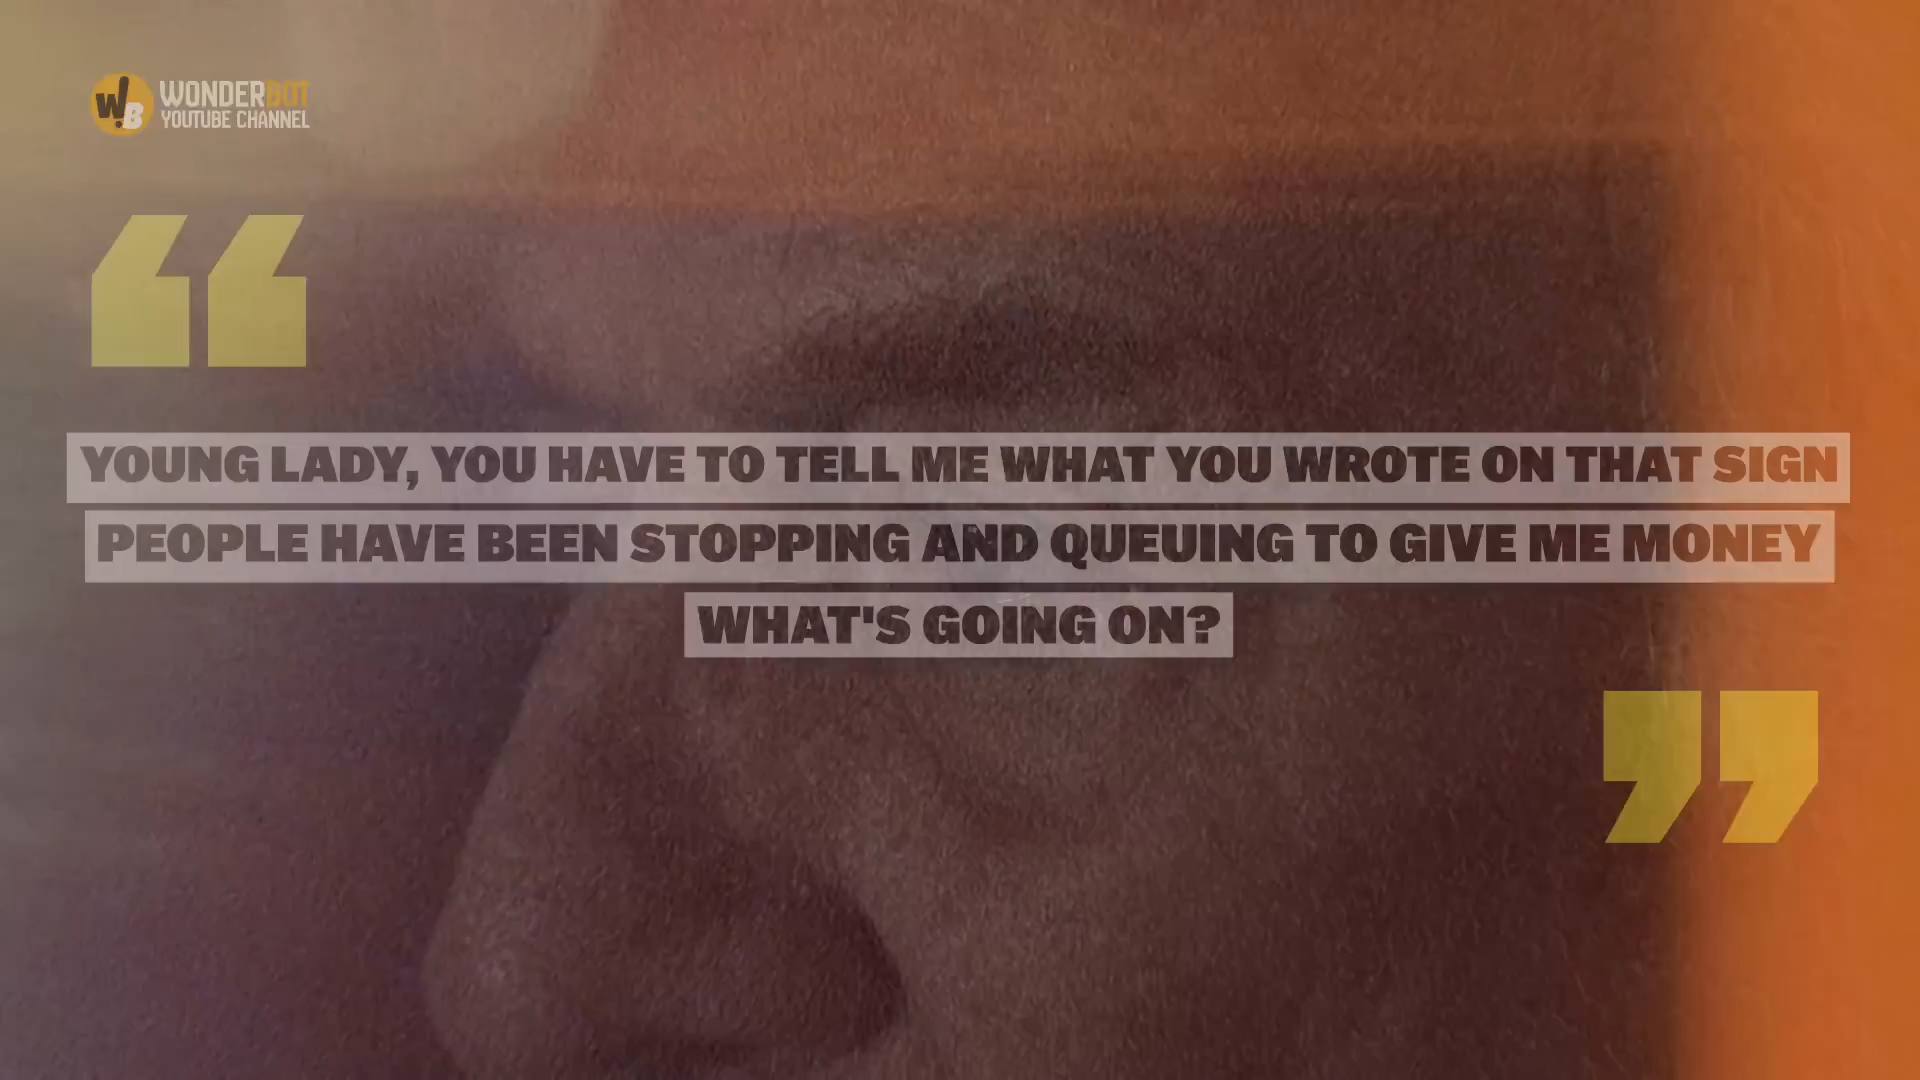 WONDERBOT
YOUTUBE CHANNEL
“
YOUNG LADY, YOU HAVE TO TELL ME WHAT YOU WROTE ON THAT SIGN
PEOPLE HAVE BEEN STOPPING AND QUEUING TO GIVE ME MONEY
WHAT'S GOING ON?
”